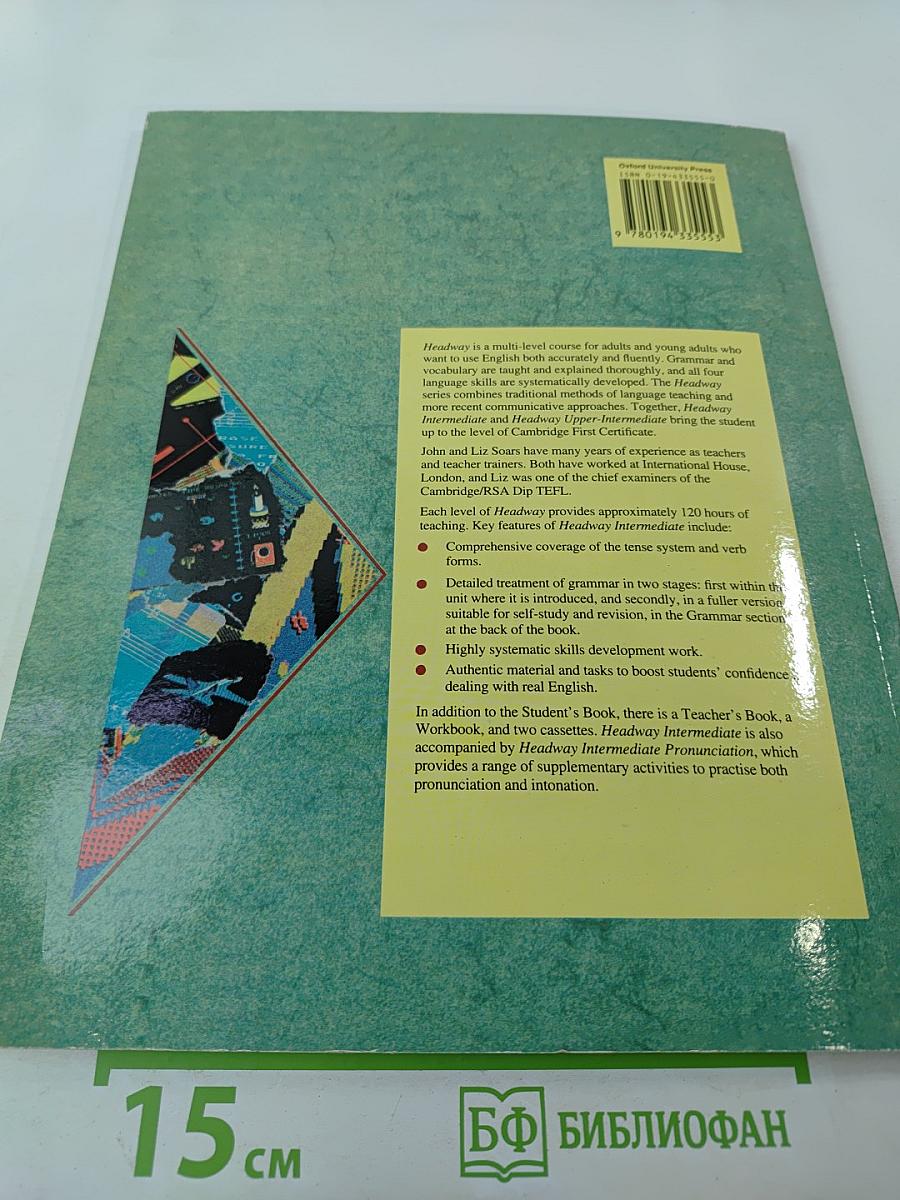 Oxford University Press
ISBN 0-19-433555-0
9 780194 335553
Headway is a multi-level course for adults and young adults who
want to use English both accurately and fluently. Grammar and
vocabulary are taught and explained thoroughly, and all four
language skills are systematically developed. The Headway
series combines traditional methods of language teaching and
more recent communicative approaches. Together, Headway
Intermediate and Headway Upper-Intermediate bring the student
up to the level of Cambridge First Certificate.
John and Liz Soars have many years of experience as teachers
and teacher trainers. Both have worked at International House,
London, and Liz was one of the chief examiners of the
Cambridge/RSA Dip TEFL.
Each level of Headway provides approximately 120 hours of
teaching. Key features of Headway Intermediate include:
Comprehensive coverage of the tense system and verb
forms.
Detailed treatment of grammar in two stages: first within the
unit where it is introduced, and secondly, in a fuller version
suitable for self-study and revision, in the Grammar section
at the back of the book.
Highly systematic skills development work.
Authentic material and tasks to boost students' confidence
dealing with real English.
In addition to the Student's Book, there is a Teacher's Book, a
Workbook, and two cassettes. Headway Intermediate is also
accompanied by Headway Intermediate Pronunciation, which
provides a range of supplementary activities to practise both
pronunciation and intonation.
15 см
БФ БИБЛИОФАН